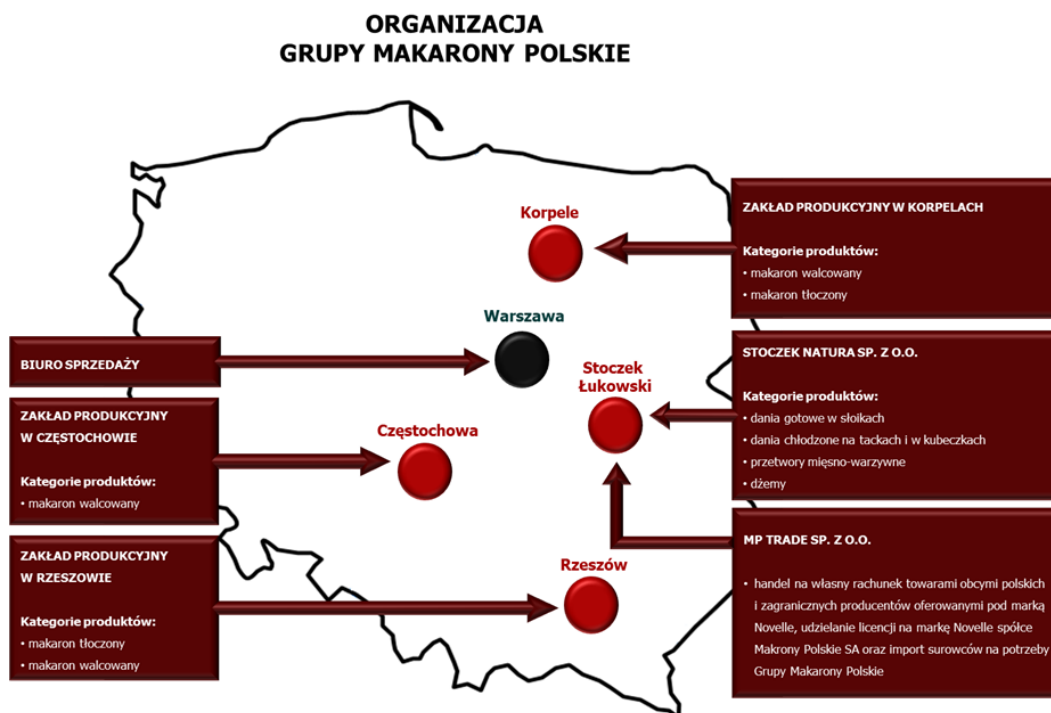 ORGANIZACJA
GRUPY MAKARONY POLSKIE
Korpele
Warszawa
Stoczek
Łukowski
Częstochowa
Rzeszów
BIURO SPRZEDAŻY
ZAKŁAD PRODUKCYJNY
W CZĘSTOCHOWIE
Kategorie produktów:
• makaron walcowany
ZAKŁAD PRODUKCYJNY
W RZESZOWIE
Kategorie produktów:
• makaron tłoczony
• makaron walcowany
ZAKŁAD PRODUKCYJNY W KORPELACH
Kategorie produktów:
• makaron walcowany
• makaron tłoczony
STOCZEK NATURA SP. Z O.O.
Kategorie produktów:
• dania gotowe w słoikach
• dania chłodzone na tackach i w kubeczkach
• przetwory mięsno-warzywne
• dżemy
MP TRADE SP. Z O.O.
• handel na własny rachunek towarami obcymi polskich
i zagranicznych producentów oferowanymi pod marką
Novelle, udzielanie licencji na markę Novelle spółce
Makrony Polskie SA oraz import surowców na potrzeby
Grupy Makarony Polskie